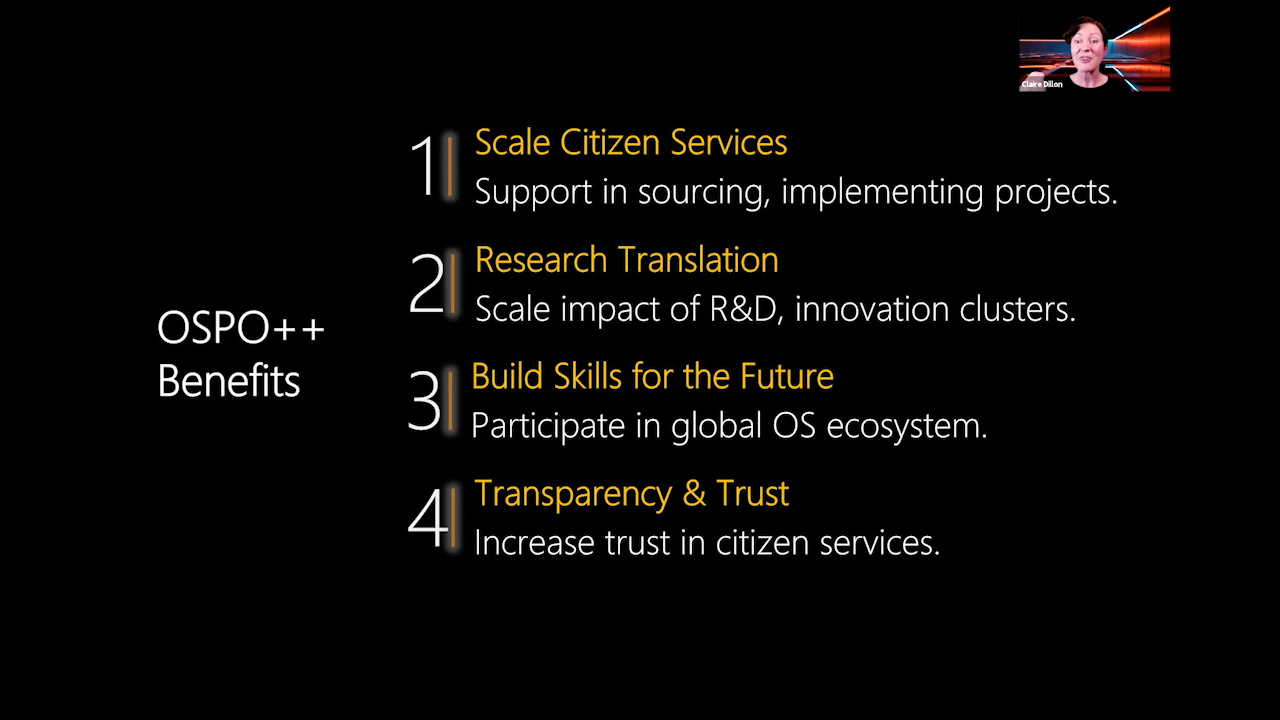 Claire Dillon
1
Scale Citizen Services
Support in sourcing, implementing projects.
2
Research Translation
Scale impact of R&D, innovation clusters.
OSPO++
Benefits
3
Build Skills for the Future
Participate in global OS ecosystem.
4
Transparency & Trust
Increase trust in citizen services.